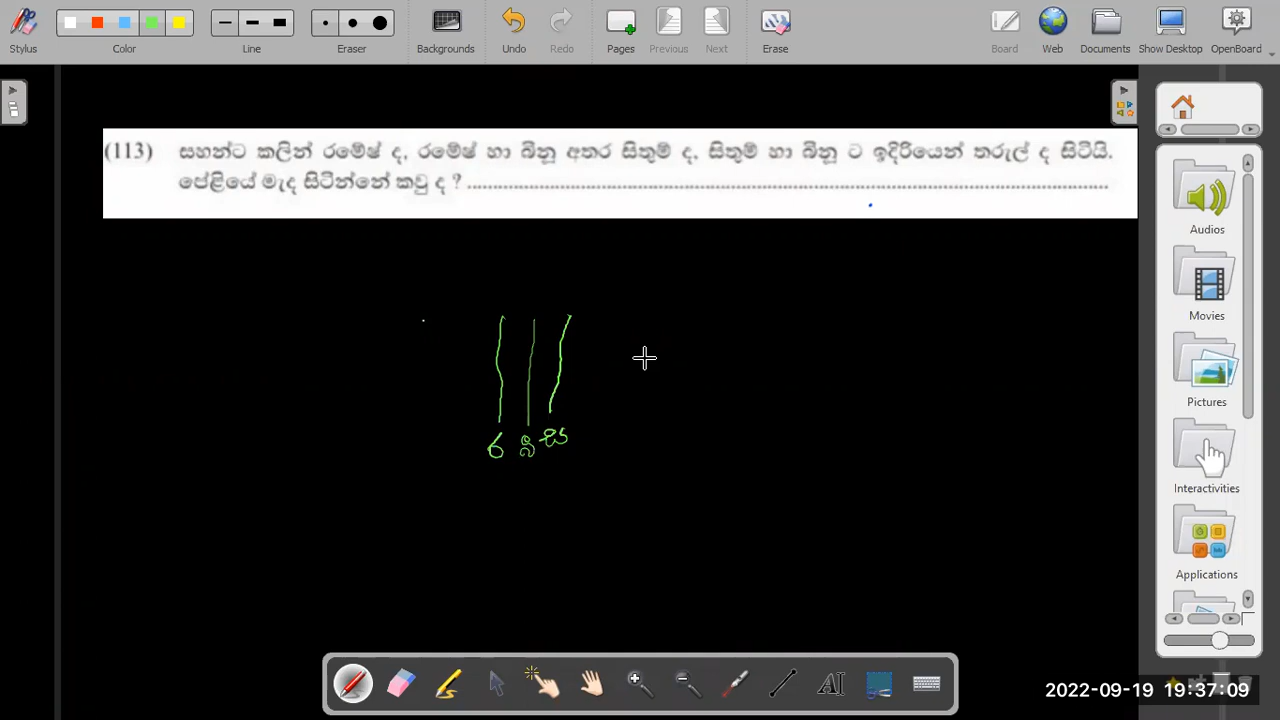 Stylus Color Line Eraser Backgrounds Undo Redo Pages Previous Next Erase Board Web Documents Show Desktop OpenBoard
(113) සහන්ට කලින් රමේෂ් ද, රමේෂ් හා බිනූ අතර සිතුම් ද, සිතුම් හා බිනූ ට ඉදිරියෙන් තරුල් ද සිටියි.
පේළියේ මැද සිටින්නේ කවු ද ? ................................................................
Audios
Movies
Pictures
ර බි ස
Interactivities
Applications
2022-09-19 19:37:09